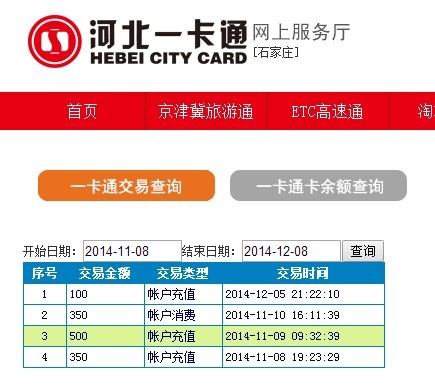 河北一卡通 网上服务厅
HEBEI CITY CARD [石家庄]
首页 京津冀旅游通 ETC高速通
一卡通交易查询 一卡通卡余额查询
开始日期: 2014-11-08 结束日期: 2014-12-08 查询
序号 交易金额 交易类型 交易时间
1 100 帐户充值 2014-12-05 21:22:10
2 350 帐户消费 2014-11-10 16:11:39
3 500 帐户充值 2014-11-09 09:32:39
4 350 帐户充值 2014-11-08 19:23:29